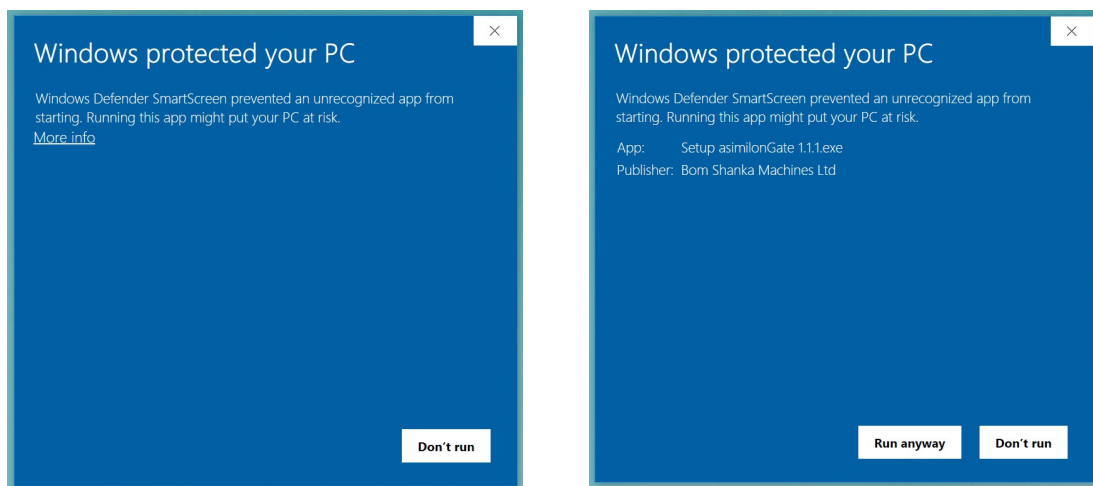 Windows protected your PC
Windows Defender SmartScreen prevented an unrecognized app from
starting. Running this app might put your PC at risk.
More info
Don't run
Windows protected your PC
Windows Defender SmartScreen prevented an unrecognized app from
starting. Running this app might put your PC at risk.
App: Setup asimilonGate 1.1.1.exe
Publisher: Bom Shanka Machines Ltd
Run anyway Don't run